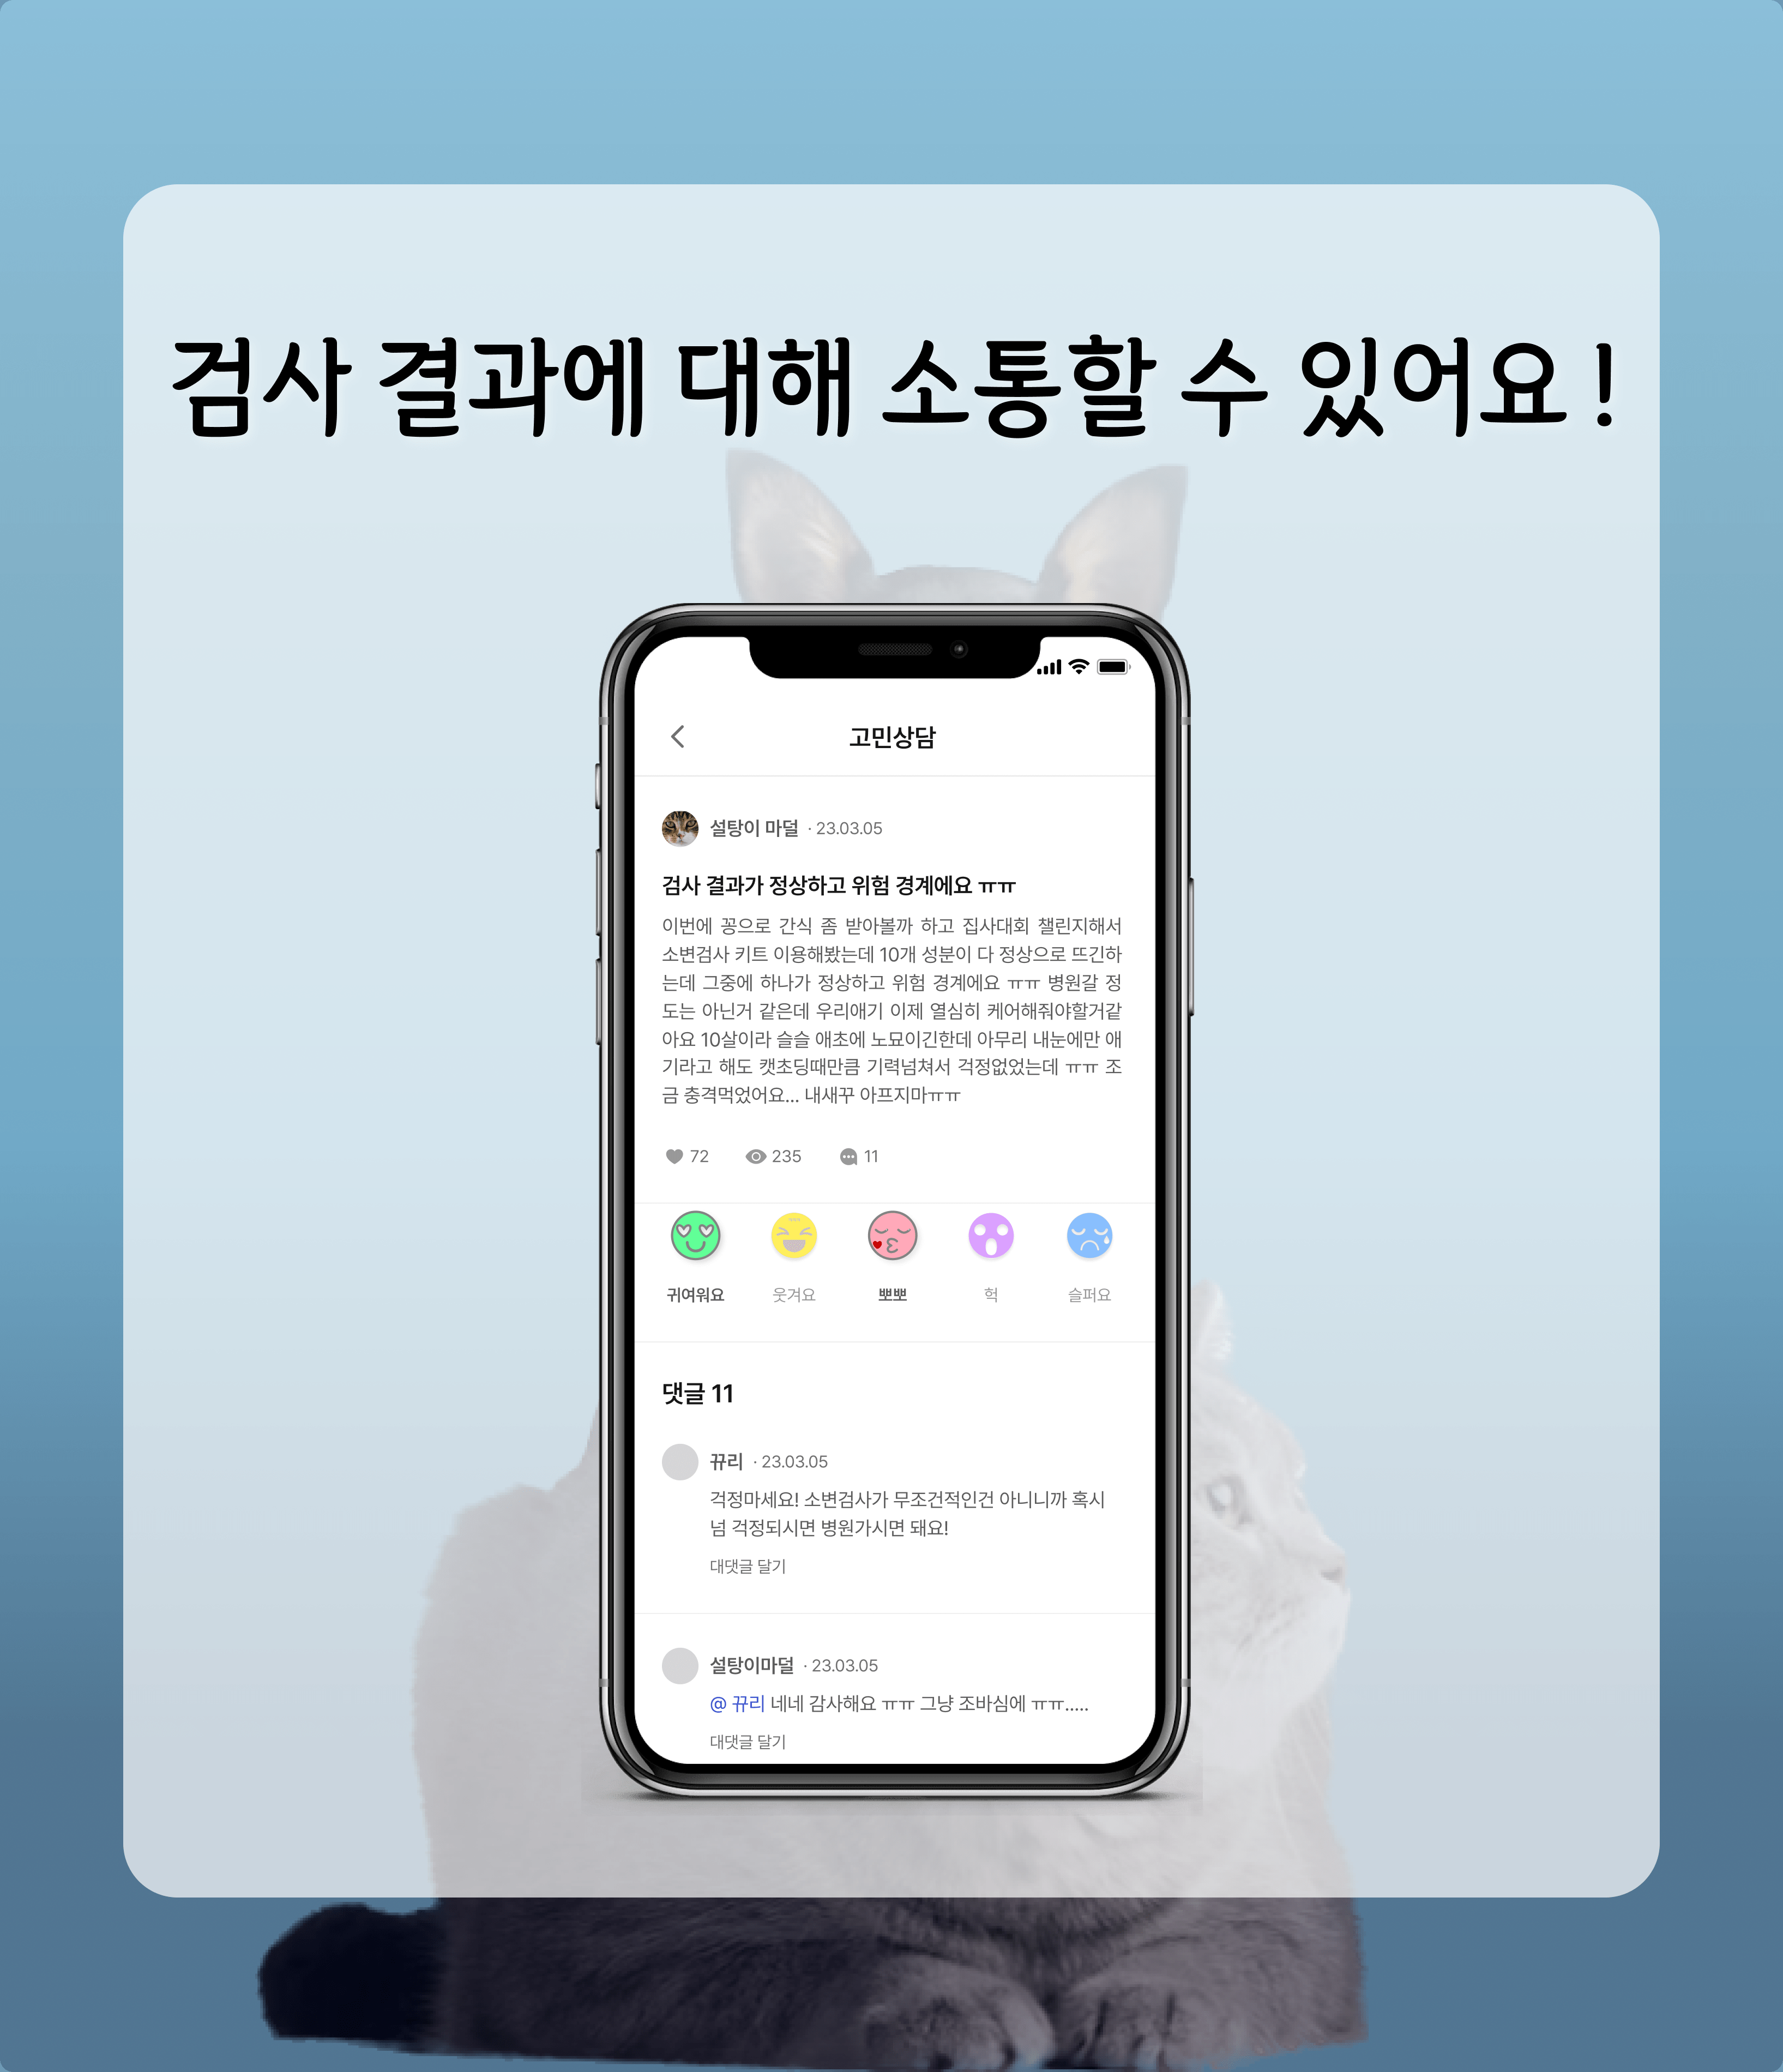 검사 결과에 대해 소통할 수 있어요 !
고민상담
설탕이 마덜 · 23.03.05
검사 결과가 정상하고 위험 경계에요 ㅠㅠ
이번에 꽁으로 간식 좀 받아볼까 하고 집사대회 챌린지해서
소변검사 키트 이용해봤는데 10개 성분이 다 정상으로 뜨긴하
는데 그중에 하나가 정상하고 위험 경계에요 ㅠㅠ 병원갈 정
도는 아닌거 같은데 우리애기 이제 열심히 케어해줘야할거같
아요 10살이라 슬슬 애초에 노묘이긴한데 아무리 내눈에만 애
기라고 해도 캣초딩때만큼 기력넘쳐서 걱정없었는데 ㅠㅠ 조
금 충격먹었어요... 내새꾸 아프지마ㅠㅠ
72 235 11
귀여워요 웃겨요 뽀뽀 헉 슬퍼요
댓글 11
뀨리 · 23.03.05
걱정마세요! 소변검사가 무조건적인건 아니니까 혹시
넘 걱정되시면 병원가시면 돼요!
대댓글 달기
설탕이마덜 · 23.03.05
@ 뀨리 네네 감사해요 ㅠㅠ 그냥 조바심에 ㅠㅠ.....
대댓글 달기